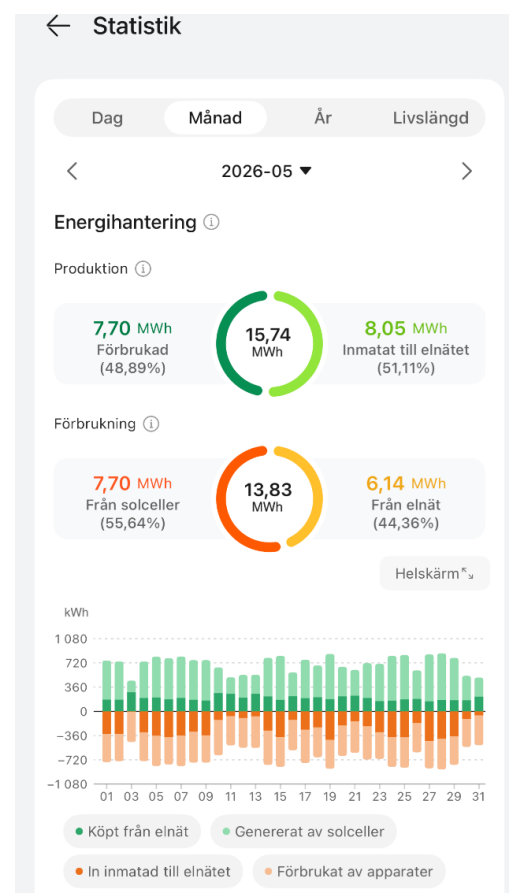 Statistik
Dag Månad År Livslängd
2026-05
Energihantering
Produktion
7,70 MWh
Förbrukad
(48,89%)
15,74
MWh
8,05 MWh
Inmatat till elnätet
(51,11%)
Förbrukning
7,70 MWh
Från solceller
(55,64%)
13,83
MWh
6,14 MWh
Från elnät
(44,36%)
Helskärm
kWh
1 080
720
360
0
−360
−720
−1 080
01 03 05 07 09 11 13 15 17 19 21 23 25 27 29 31
Köpt från elnät
Genererat av solceller
In inmatad till elnätet
Förbrukat av apparater